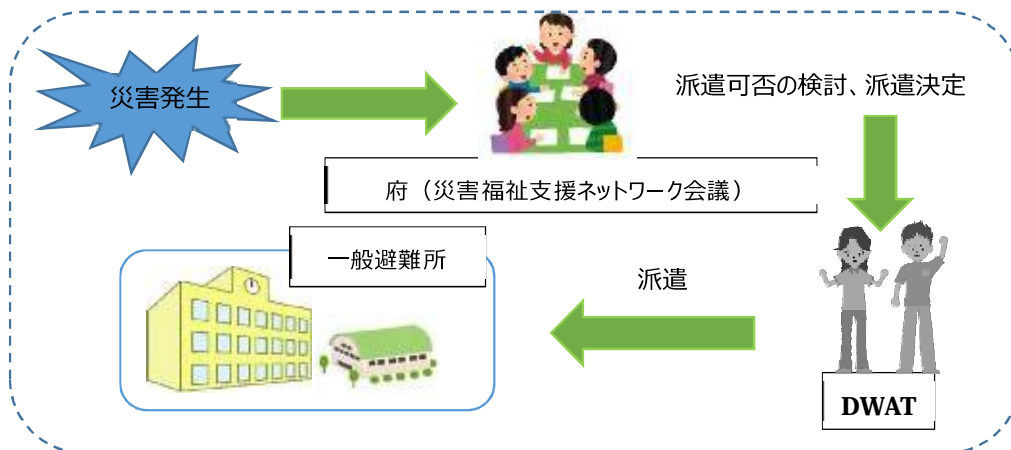 災害発生
派遣可否の検討、派遣決定
府（災害福祉支援ネットワーク会議）
一般避難所
派遣
DWAT